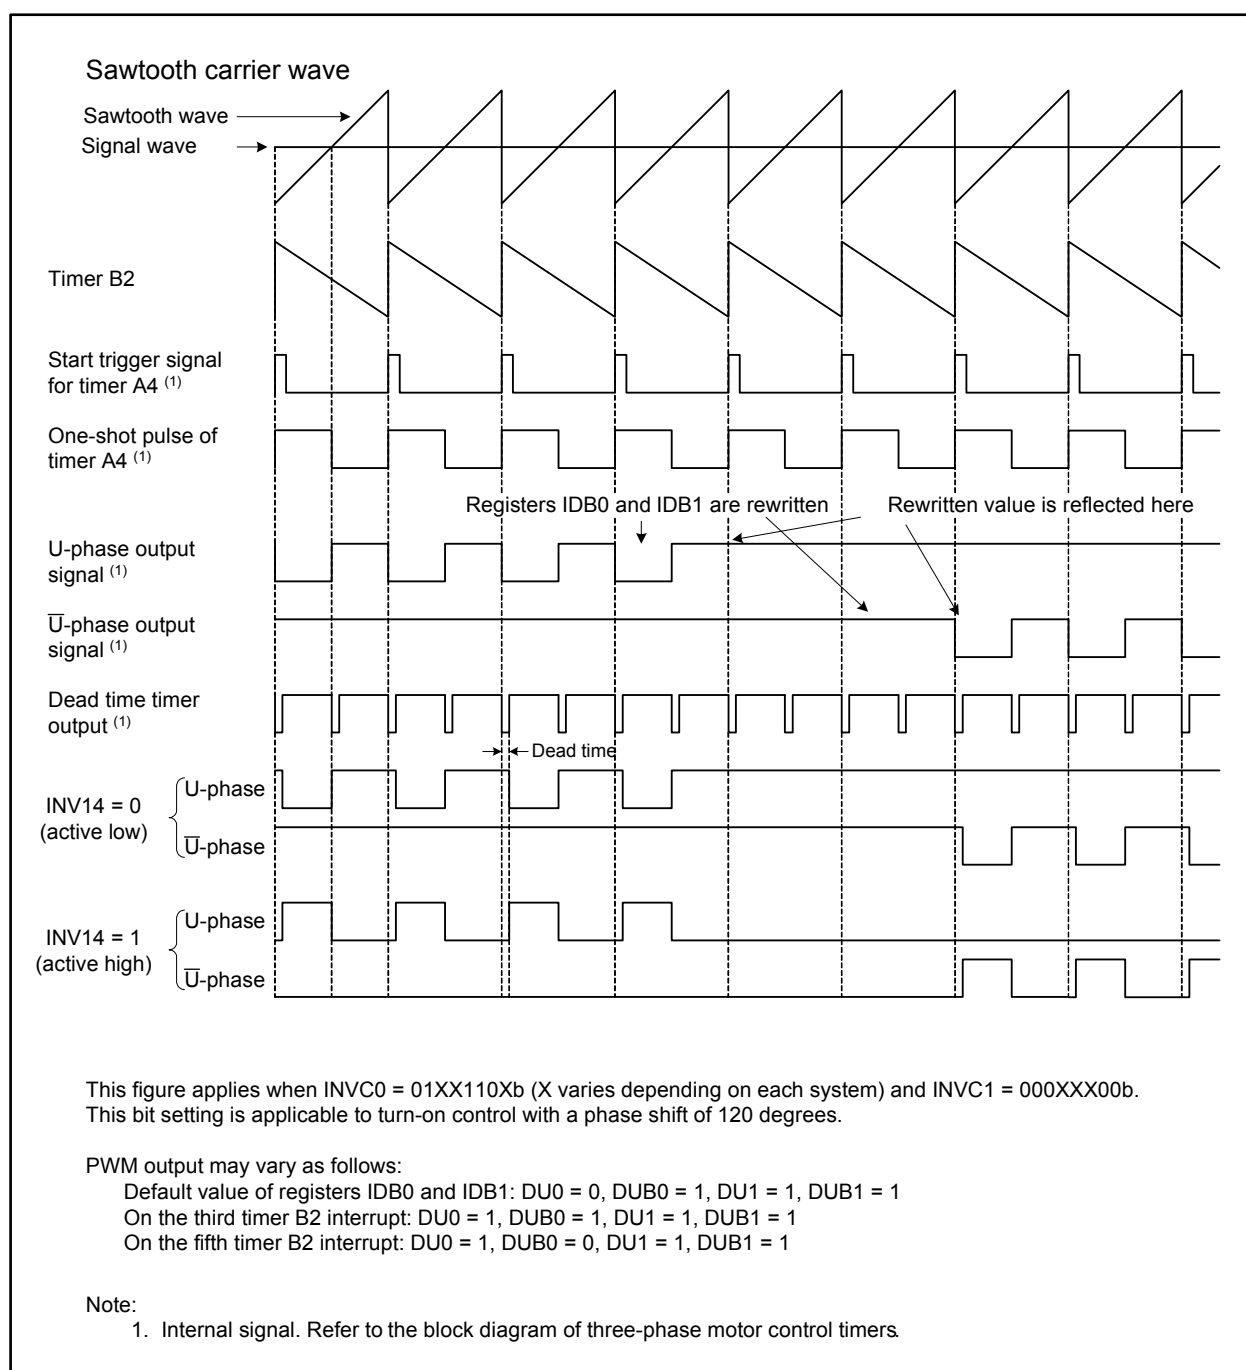 Sawtooth carrier wave
Sawtooth wave
Signal wave
Timer B2
Start trigger signal
for timer A4 (1)
One-shot pulse of
timer A4 (1)
Registers IDB0 and IDB1 are rewritten
Rewritten value is reflected here
U-phase output
signal (1)
U̅-phase output
signal (1)
Dead time timer
output (1)
Dead time
INV14 = 0
(active low)
U-phase
U̅-phase
INV14 = 1
(active high)
U-phase
U̅-phase
This figure applies when INVC0 = 01XX110Xb (X varies depending on each system) and INVC1 = 000XXX00b.
This bit setting is applicable to turn-on control with a phase shift of 120 degrees.
PWM output may vary as follows:
Default value of registers IDB0 and IDB1: DU0 = 0, DUB0 = 1, DU1 = 1, DUB1 = 1
On the third timer B2 interrupt: DU0 = 1, DUB0 = 1, DU1 = 1, DUB1 = 1
On the fifth timer B2 interrupt: DU0 = 1, DUB0 = 0, DU1 = 1, DUB1 = 1
Note:
1. Internal signal. Refer to the block diagram of three-phase motor control timers.